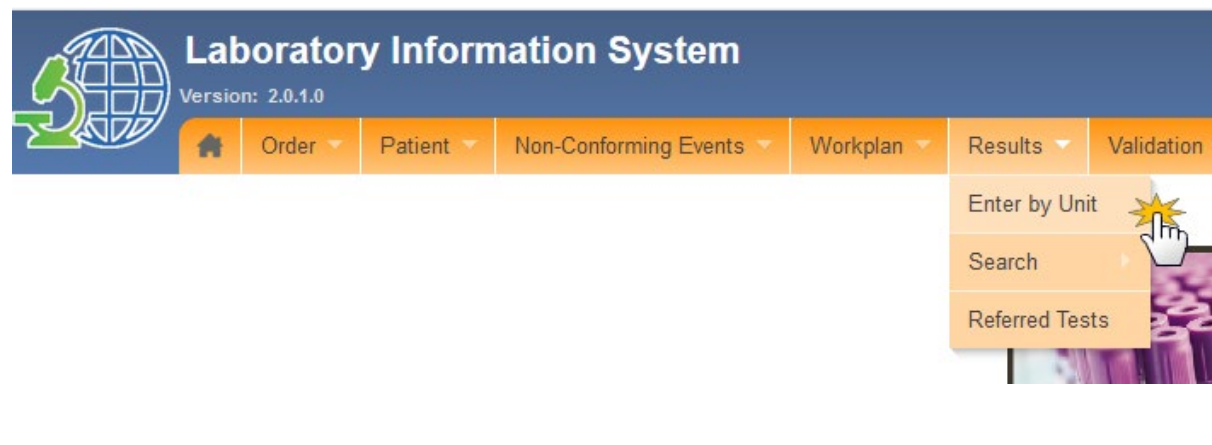 Laboratory Information System
Version: 2.0.1.0
Order Patient Non-Conforming Events Workplan Results Validation
Enter by Unit
Search
Referred Tests